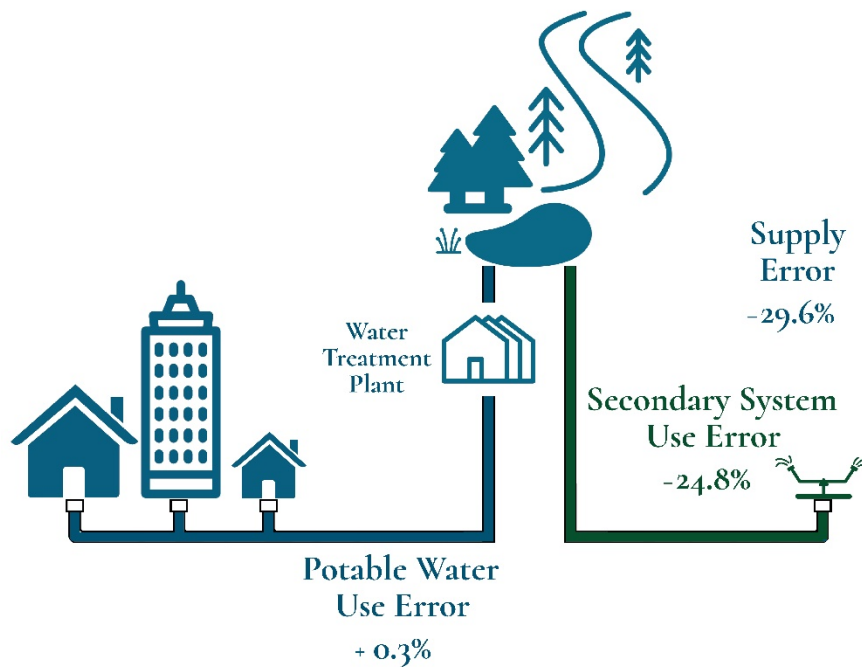 Supply
Error
-29.6%
Water
Treatment
Plant
Secondary System
Use Error
-24.8%
Potable Water
Use Error
+ 0.3%